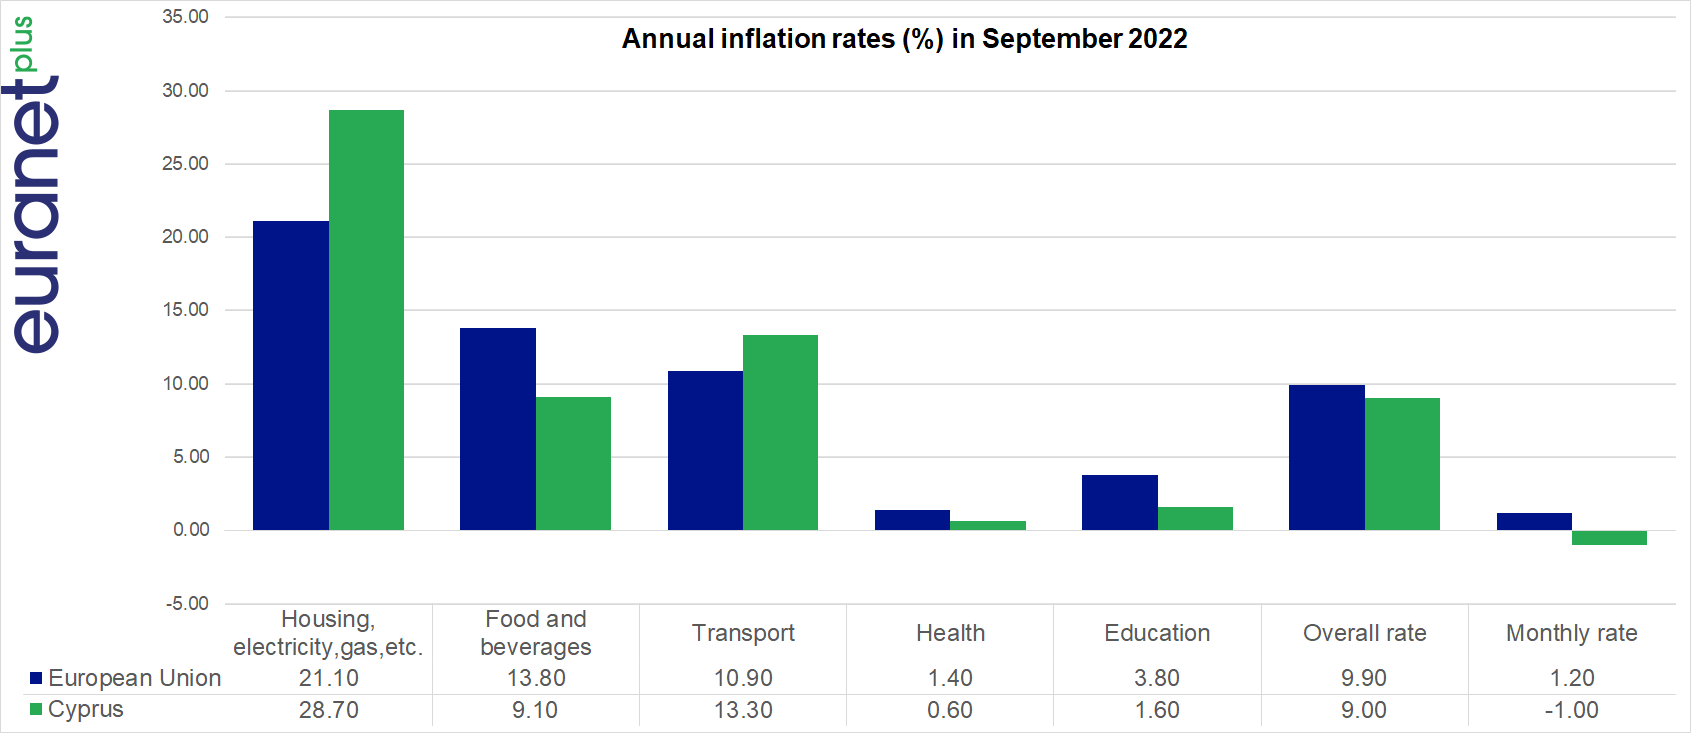 euranet plus
Annual inflation rates (%) in September 2022
35.00
30.00
25.00
20.00
15.00
10.00
5.00
0.00
-5.00
Housing,
electricity,gas,etc.
Food and
beverages
Transport
Health
Education
Overall rate
Monthly rate
European Union 21.10 13.80 10.90 1.40 3.80 9.90 1.20
Cyprus 28.70 9.10 13.30 0.60 1.60 9.00 -1.00